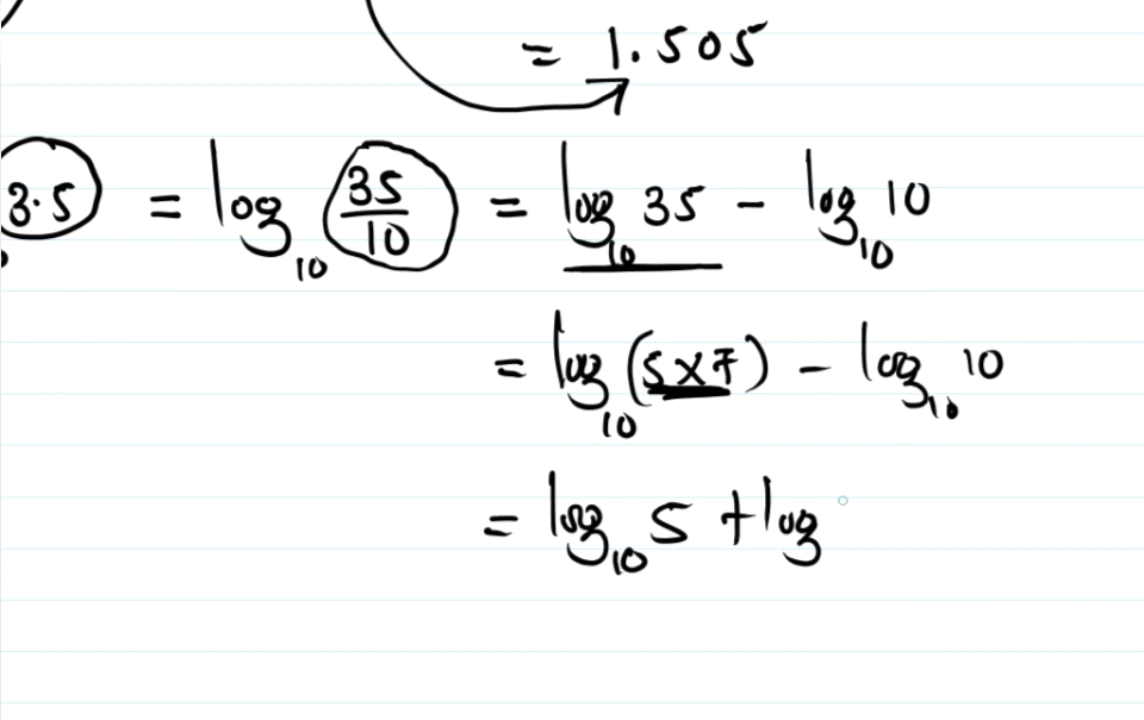 = 1.505
3.5 = log₁₀ (35/10) = log₁₀ 35 - log₁₀ 10
= log₁₀ (5×7) - log₁₀ 10
= log₁₀ 5 + log